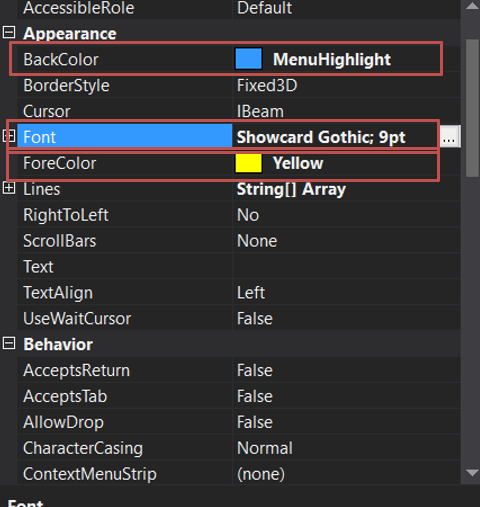 AccessibleRole Default
Appearance
BackColor MenuHighlight
BorderStyle Fixed3D
Cursor IBeam
Font Showcard Gothic; 9pt ...
ForeColor Yellow
Lines String[] Array
RightToLeft No
ScrollBars None
Text
TextAlign Left
UseWaitCursor False
Behavior
AcceptsReturn False
AcceptsTab False
AllowDrop False
CharacterCasing Normal
ContextMenuStrip (none)
Font